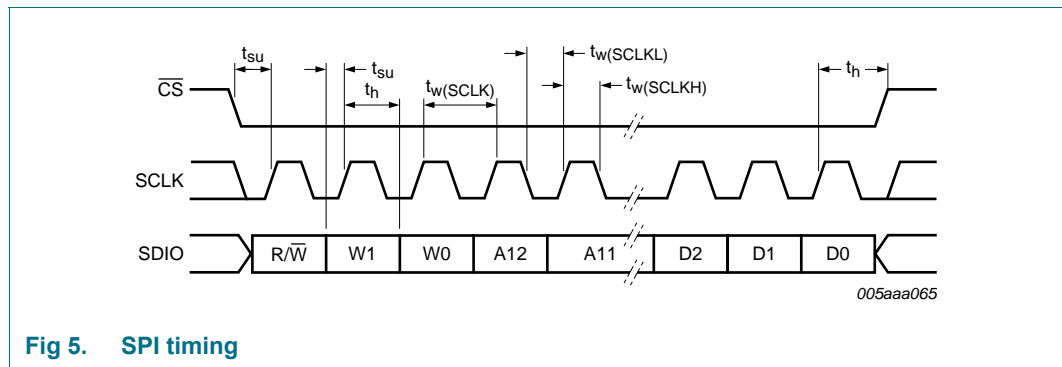 tsu
tsu
th
tw(SCLK)
tw(SCLKL)
tw(SCLKH)
th
CS
SCLK
SDIO
R/W W1 W0 A12 A11 D2 D1 D0
005aaa065
Fig 5. SPI timing